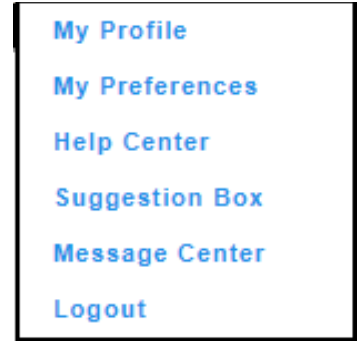 My Profile
My Preferences
Help Center
Suggestion Box
Message Center
Logout